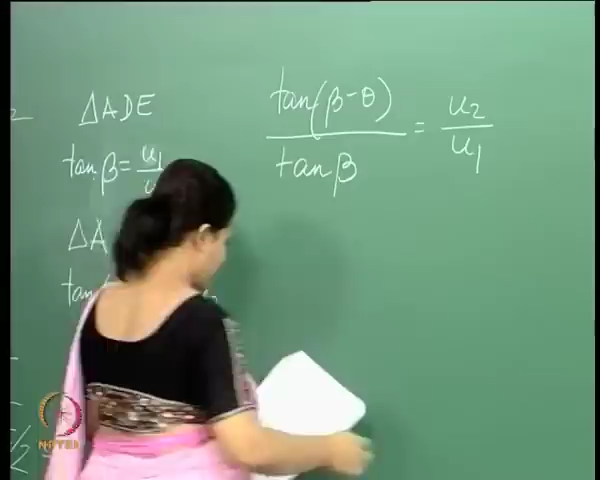 ΔADE
tan β = u₁
ΔA
tan
tan(β-θ) / tan β = u₂ / u₁
NPTEL